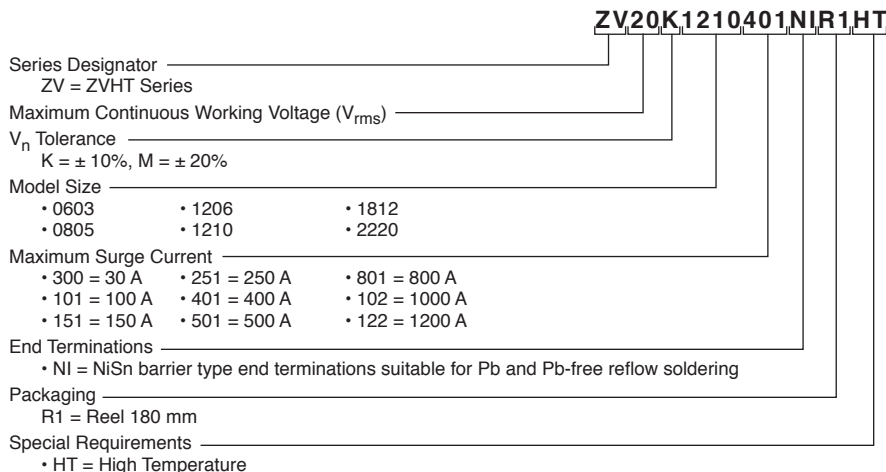 ZV20K1210401NIR1HT
Series Designator
ZV = ZVHT Series
Maximum Continuous Working Voltage (Vrms)
Vn Tolerance
K = ± 10%, M = ± 20%
Model Size
• 0603 • 1206 • 1812
• 0805 • 1210 • 2220
Maximum Surge Current
• 300 = 30 A • 251 = 250 A • 801 = 800 A
• 101 = 100 A • 401 = 400 A • 102 = 1000 A
• 151 = 150 A • 501 = 500 A • 122 = 1200 A
End Terminations
• NI = NiSn barrier type end terminations suitable for Pb and Pb-free reflow soldering
Packaging
R1 = Reel 180 mm
Special Requirements
• HT = High Temperature